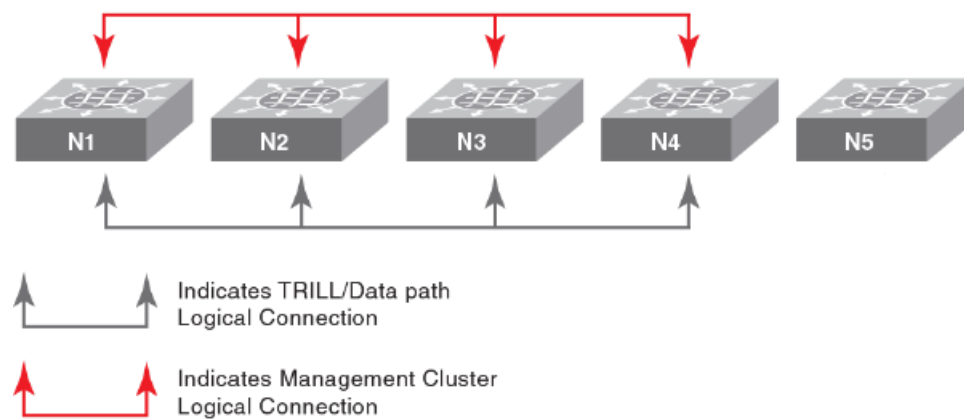 N1
N2
N3
N4
N5
Indicates TRILL/Data path
Logical Connection
Indicates Management Cluster
Logical Connection